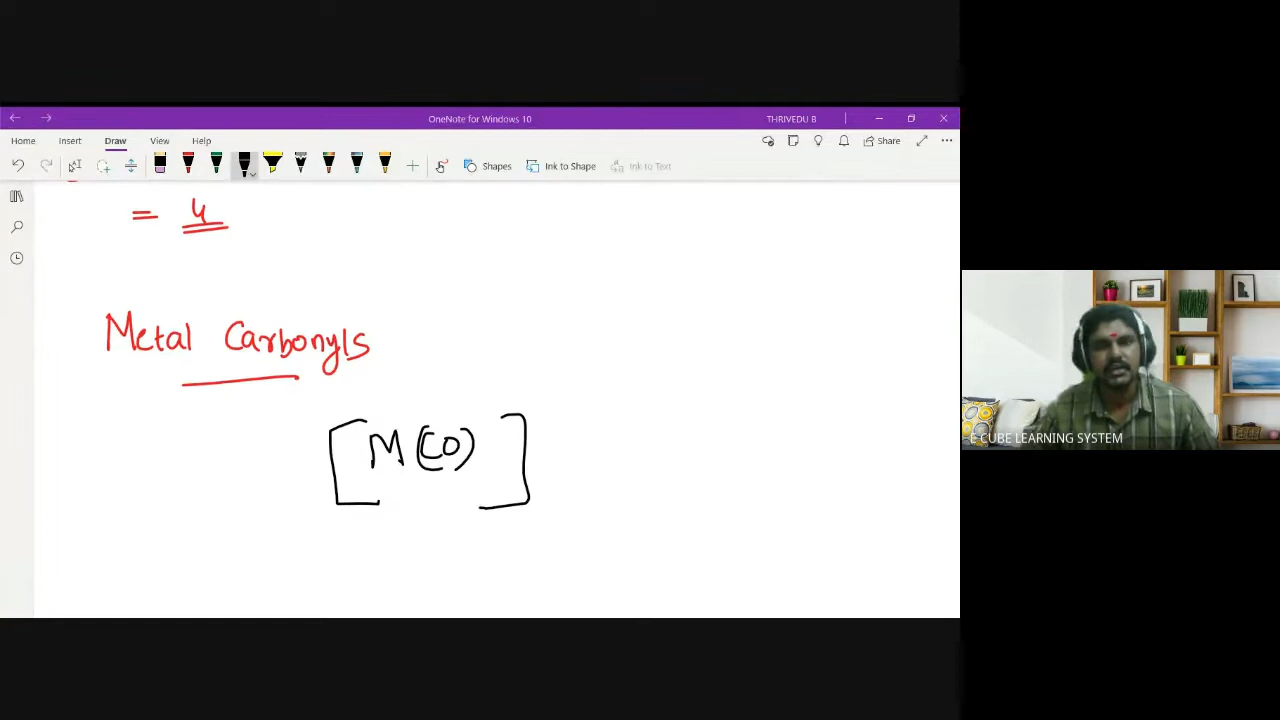 OneNote for Windows 10
THRIVEDU B
Home Insert Draw View Help
Share
Shapes Ink to Shape Ink to Text
= 4
Metal Carbonyls
[M(CO)]
E CUBE LEARNING SYSTEM